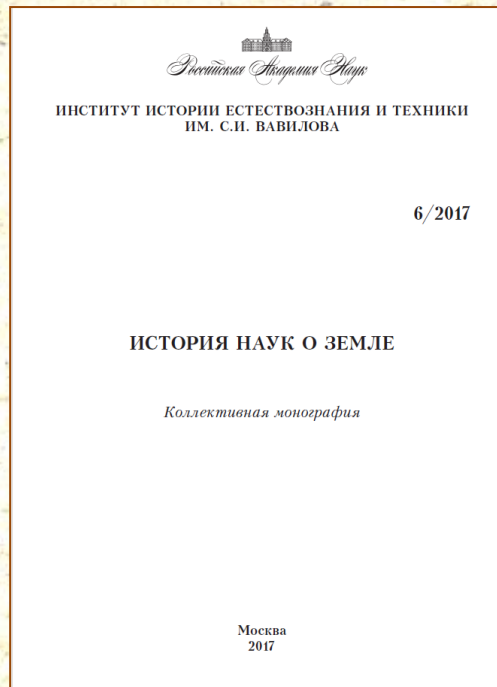 Российская Академия Наук
ИНСТИТУТ ИСТОРИИ ЕСТЕСТВОЗНАНИЯ И ТЕХНИКИ
ИМ. С.И. ВАВИЛОВА
6/2017
ИСТОРИЯ НАУК О ЗЕМЛЕ
Коллективная монография
Москва
2017